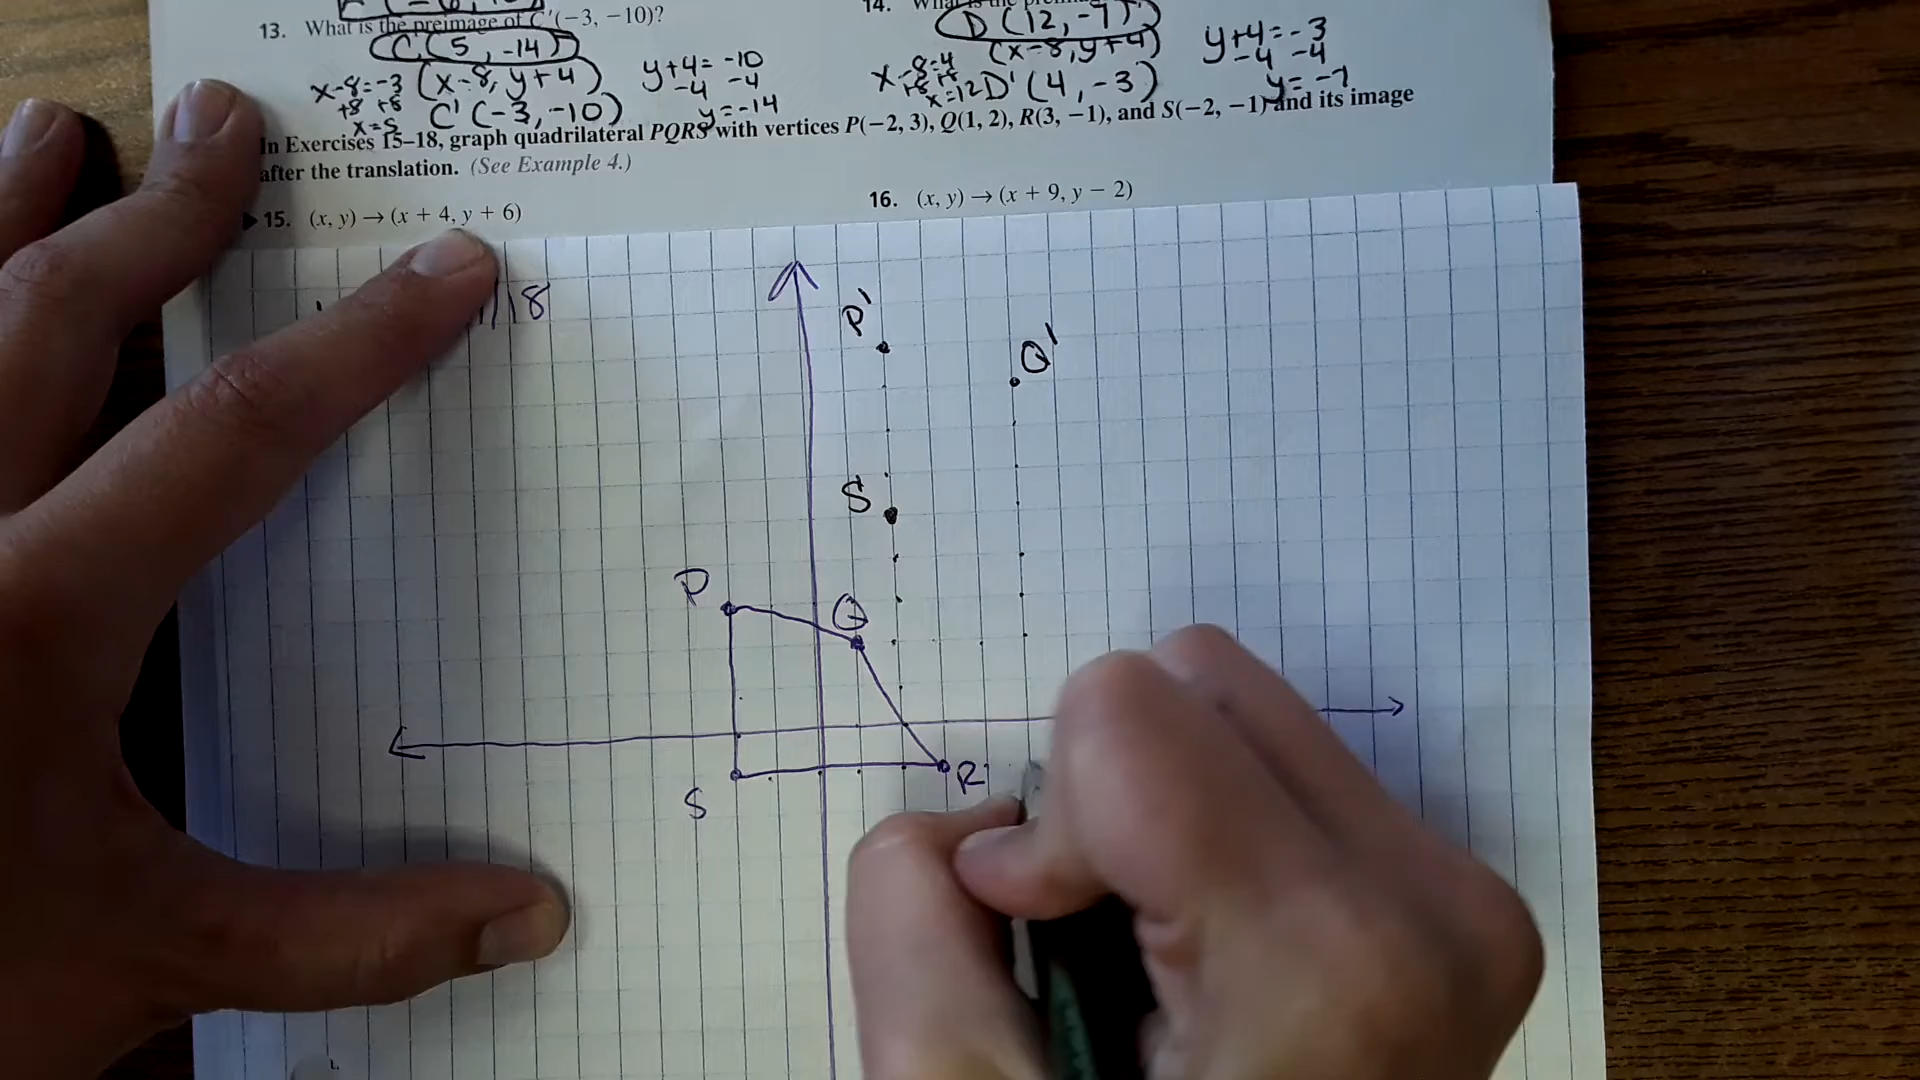 13. What is the preimage of C′(−3, −10)?
14.
C (5, -14)
D (12, -7)
x-8=-3 (x-8, y+4) y+4=-10
+8 +8 -4 -4
x=5 C'(-3,-10) y=-14
(x-8, y+4) y+4=-3
x-8=4 -4 -4
+8 +8
x=12 D'(4, -3) y=-7
In Exercises 15–18, graph quadrilateral PQRS with vertices P(−2, 3), Q(1, 2), R(3, −1), and S(−2, −1) and its image
after the translation. (See Example 4.)
15. (x, y) → (x + 4, y + 6)
16. (x, y) → (x + 9, y − 2)
18
P'
Q'
S
P
Q
R
S